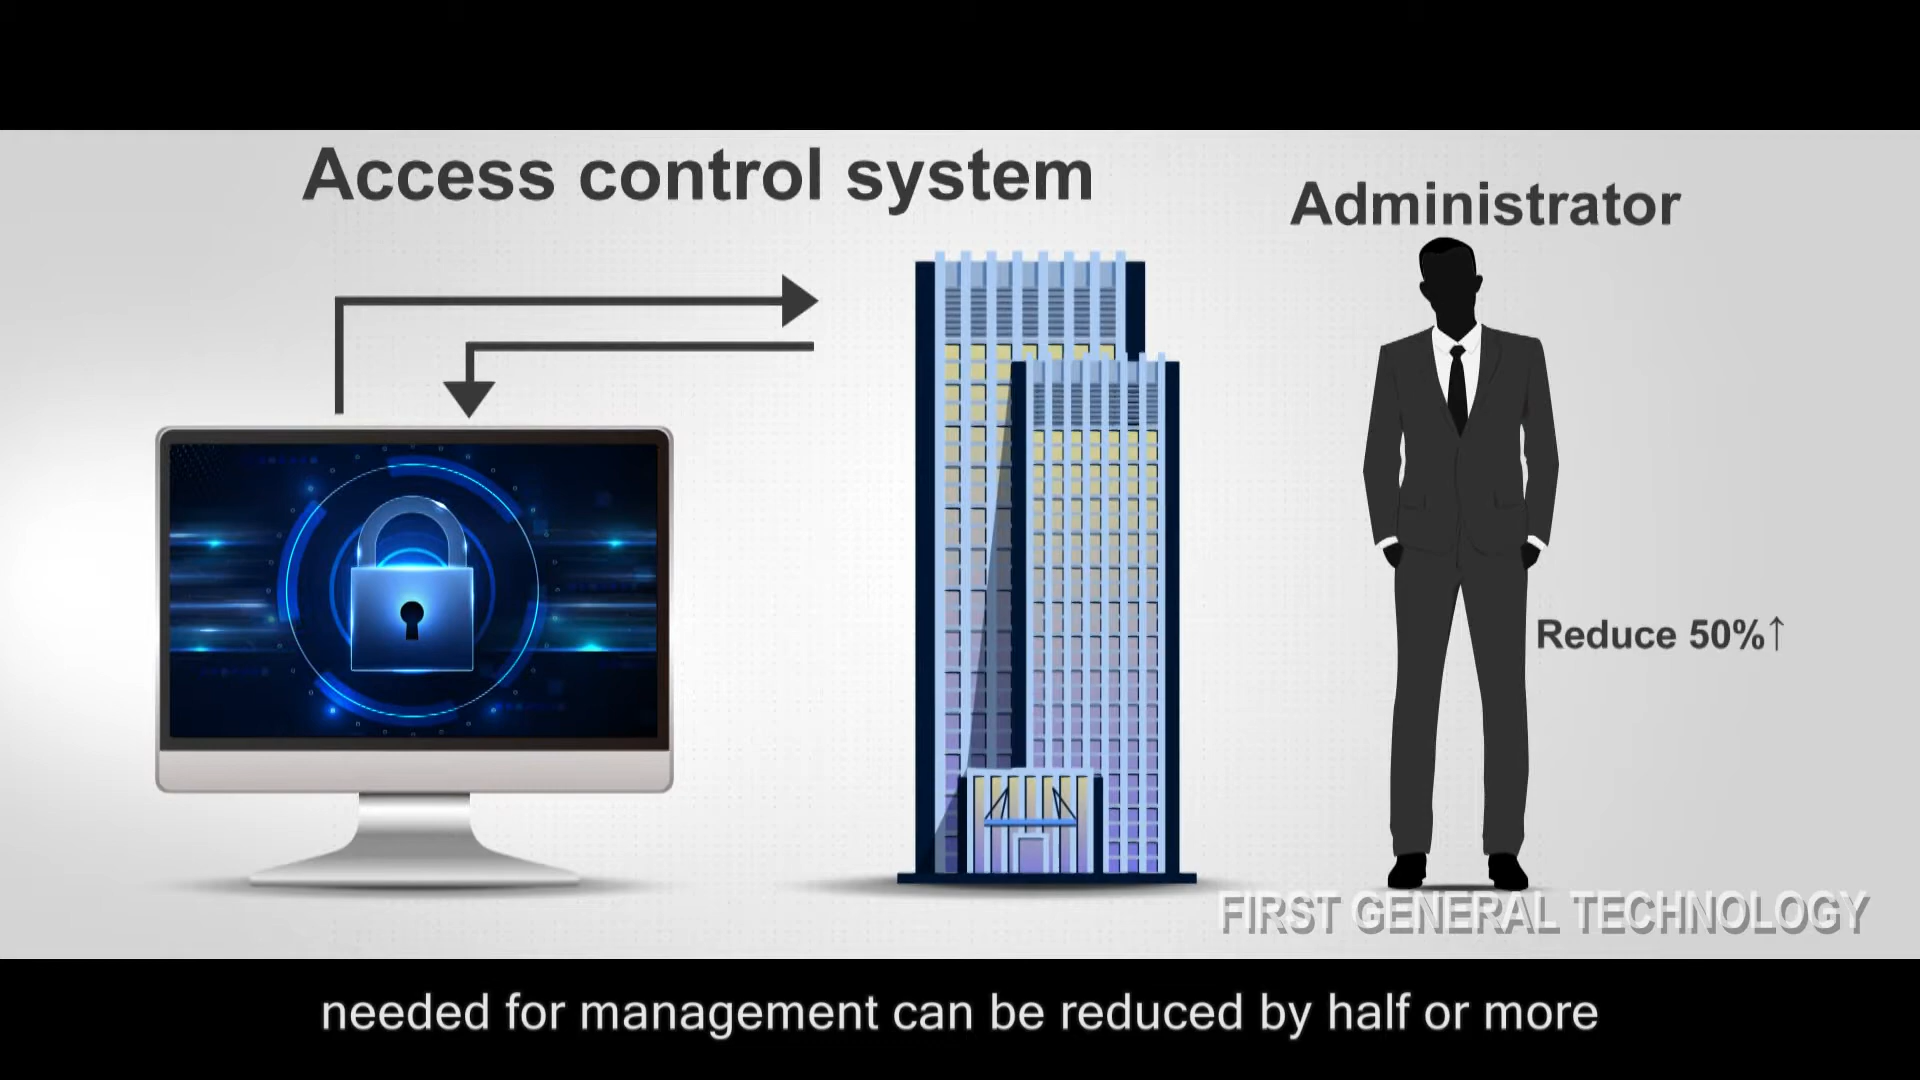 Access control system
Administrator
Reduce 50%↑
FIRST GENERAL TECHNOLOGY
needed for management can be reduced by half or more